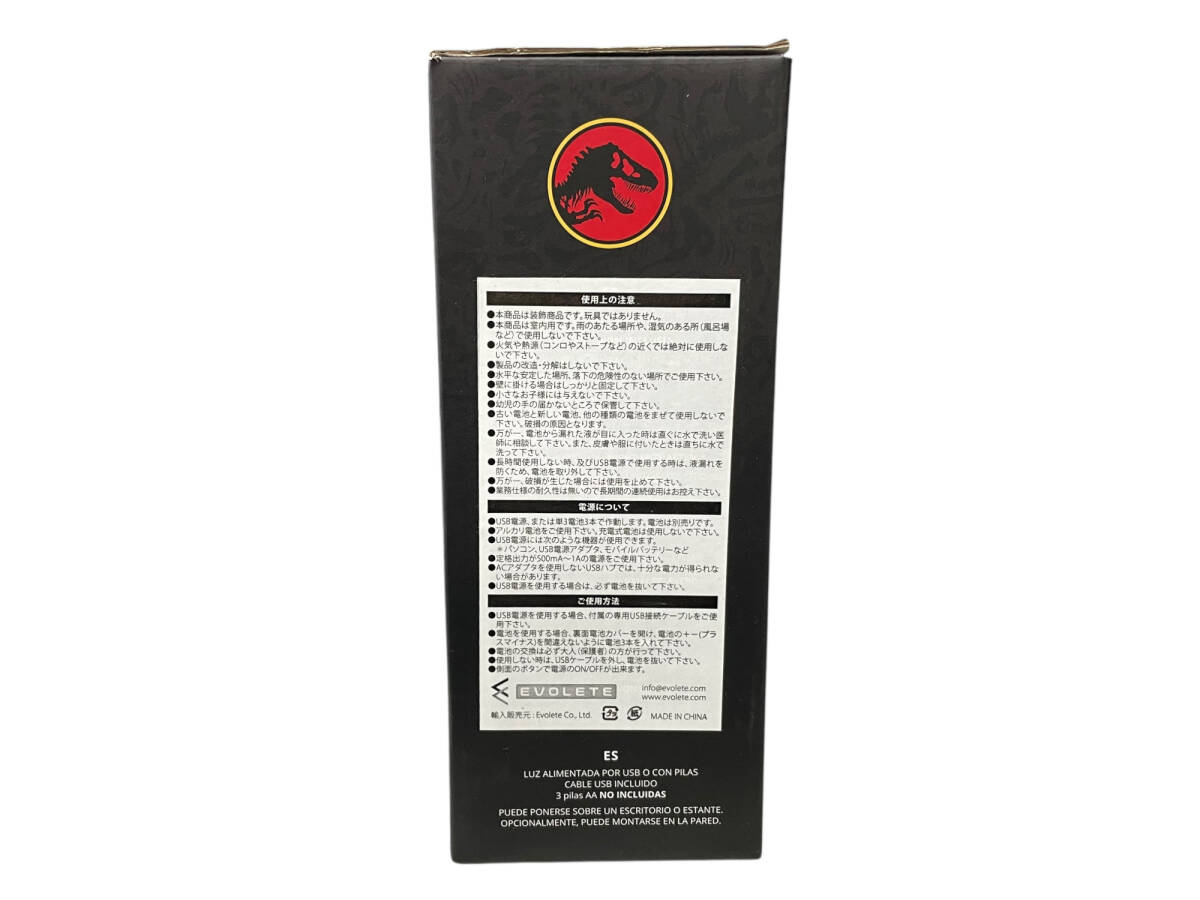 使用上の注意
●本商品は装飾商品です。玩具ではありません。
●本商品は室内用です。雨のあたる場所や、湿気のある所(風呂場
など)で使用しないで下さい。
●火気や熱源(コンロやストーブなど)の近くでは絶対に使用しな
いで下さい。
●製品の改造・分解はしないで下さい。
●水平な安定した場所、落下の危険性のない場所でご使用下さい。
●壁に掛ける場合はしっかりと固定して下さい。
●小さなお子様には与えないで下さい。
●幼児の手の届かないところで保管して下さい。
●古い電池と新しい電池、他の種類の電池をまぜて使用しないで
下さい。破損の原因となります。
●万が一、電池から漏れた液が目に入った時は直ぐに水で洗い医
師に相談して下さい。また、皮膚や服に付いたときは直ちに水で
洗って下さい。
●長時間使用しない時、及びUSB電源で使用する時は、液漏れを
防ぐため、電池を取り外して下さい。
●万が一、破損が生じた場合には使用を止めて下さい。
●業務仕様の耐久性は無いので長期間の連続使用はお控え下さい。
電源について
●USB電源、または単3電池3本で作動します。電池は別売りです。
●アルカリ電池をご使用下さい。充電式電池は使用しないで下さい。
●USB電源には次のような機器が使用できます。
＊パソコン、USB電源アダプタ、モバイルバッテリーなど
●定格出力が500mA〜1Aの電源をご使用下さい。
●ACアダプタを使用しないUSBハブでは、十分な電力が得られな
い場合があります。
●USB電源を使用する場合は、必ず電池を抜いて下さい。
ご使用方法
●USB電源を使用する場合、付属の専用USB接続ケーブルをご使
用下さい。
●電池を使用する場合、裏面電池カバーを開け、電池の＋ー(プラ
スマイナス)を間違えないように電池3本を入れて下さい。
●電池の交換は必ず大人(保護者)の方が行って下さい。
●使用しない時は、USBケーブルを外し、電池を抜いて下さい。
●側面のボタンで電源のON/OFFが出来ます。
EVOLETE
info@evolete.com
www.evolete.com
輸入販売元：Evolete Co., Ltd. プラ 紙 MADE IN CHINA
ES
LUZ ALIMENTADA POR USB O CON PILAS
CABLE USB INCLUIDO
3 pilas AA NO INCLUIDAS
PUEDE PONERSE SOBRE UN ESCRITORIO O ESTANTE.
OPCIONALMENTE, PUEDE MONTARSE EN LA PARED.